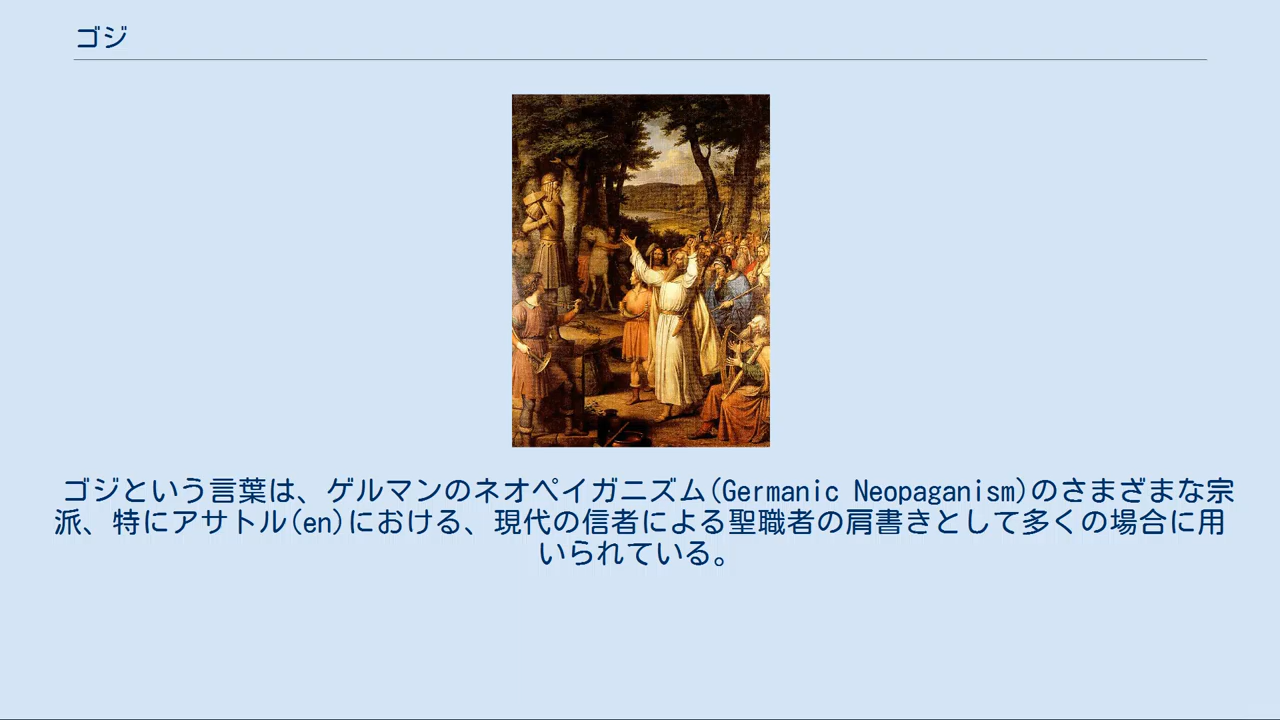 ゴジ
ゴジという言葉は、ゲルマンのネオペイガニズム(Germanic Neopaganism)のさまざまな宗
派、特にアサトル(en)における、現代の信者による聖職者の肩書きとして多くの場合に用
いられている。